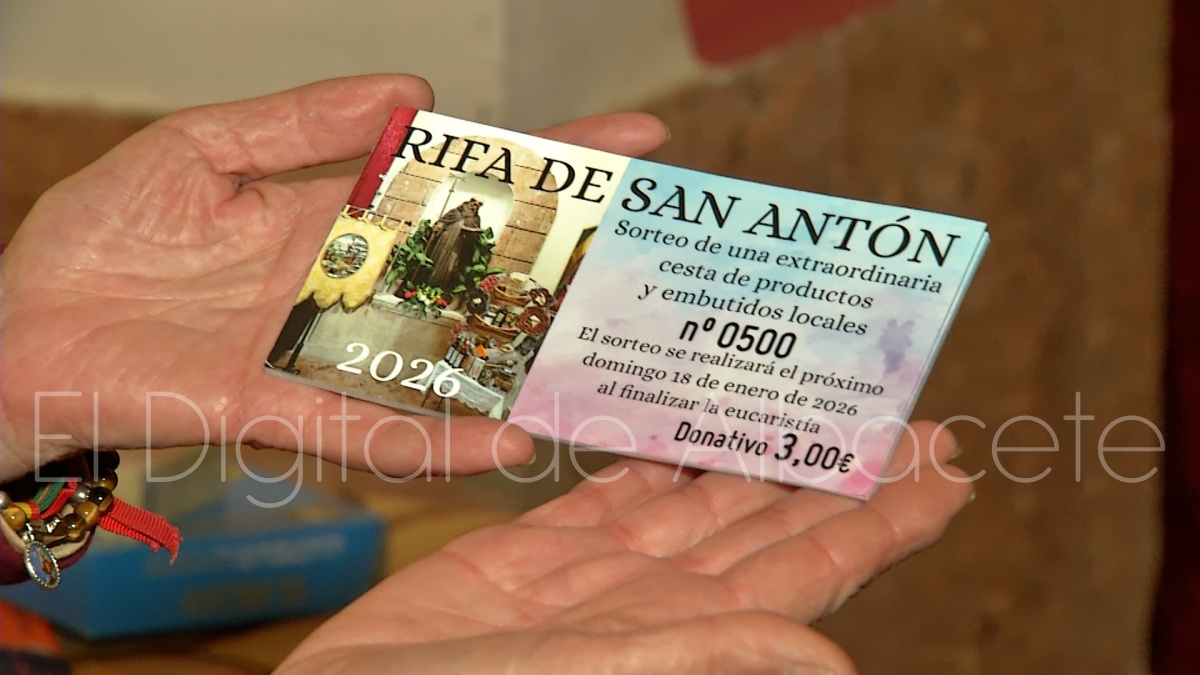 RIFA DE SAN ANTÓN
Sorteo de una extraordinaria
cesta de productos
y embutidos locales
nº 0500
El sorteo se realizará el próximo
domingo 18 de enero de 2026
al finalizar la eucaristía
Donativo 3,00€
2026
El Digital de Albacete